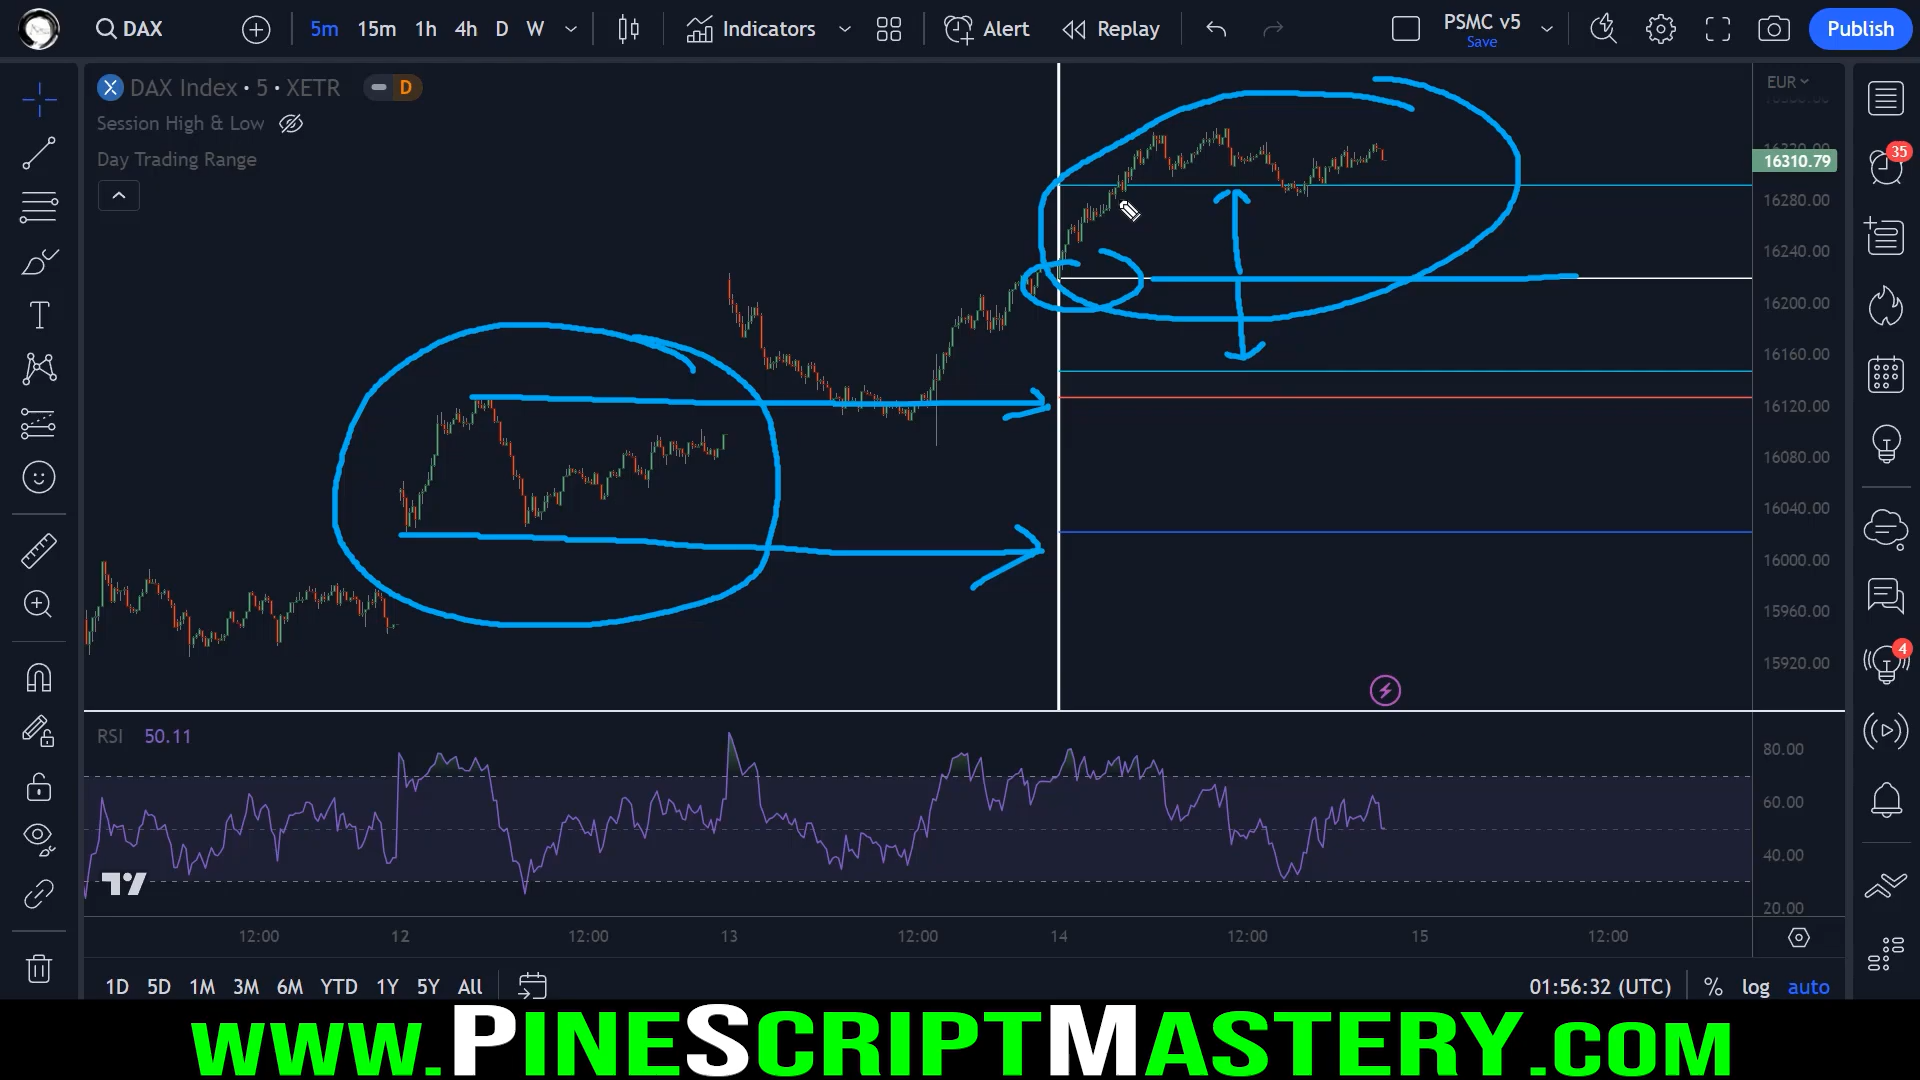 DAX 5m 15m 1h 4h D W Indicators Alert Replay PSMC v5 Save Publish
DAX Index · 5 · XETR D
Session High & Low
Day Trading Range
EUR
16310.79
16280.00
16240.00
16200.00
16160.00
16120.00
16080.00
16040.00
16000.00
15960.00
15920.00
35
4
RSI 50.11
80.00
60.00
40.00
20.00
12:00 12 12:00 13 12:00 14 12:00 15 12:00
1D 5D 1M 3M 6M YTD 1Y 5Y All 01:56:32 (UTC) % log auto
www.PineScriptMastery.com